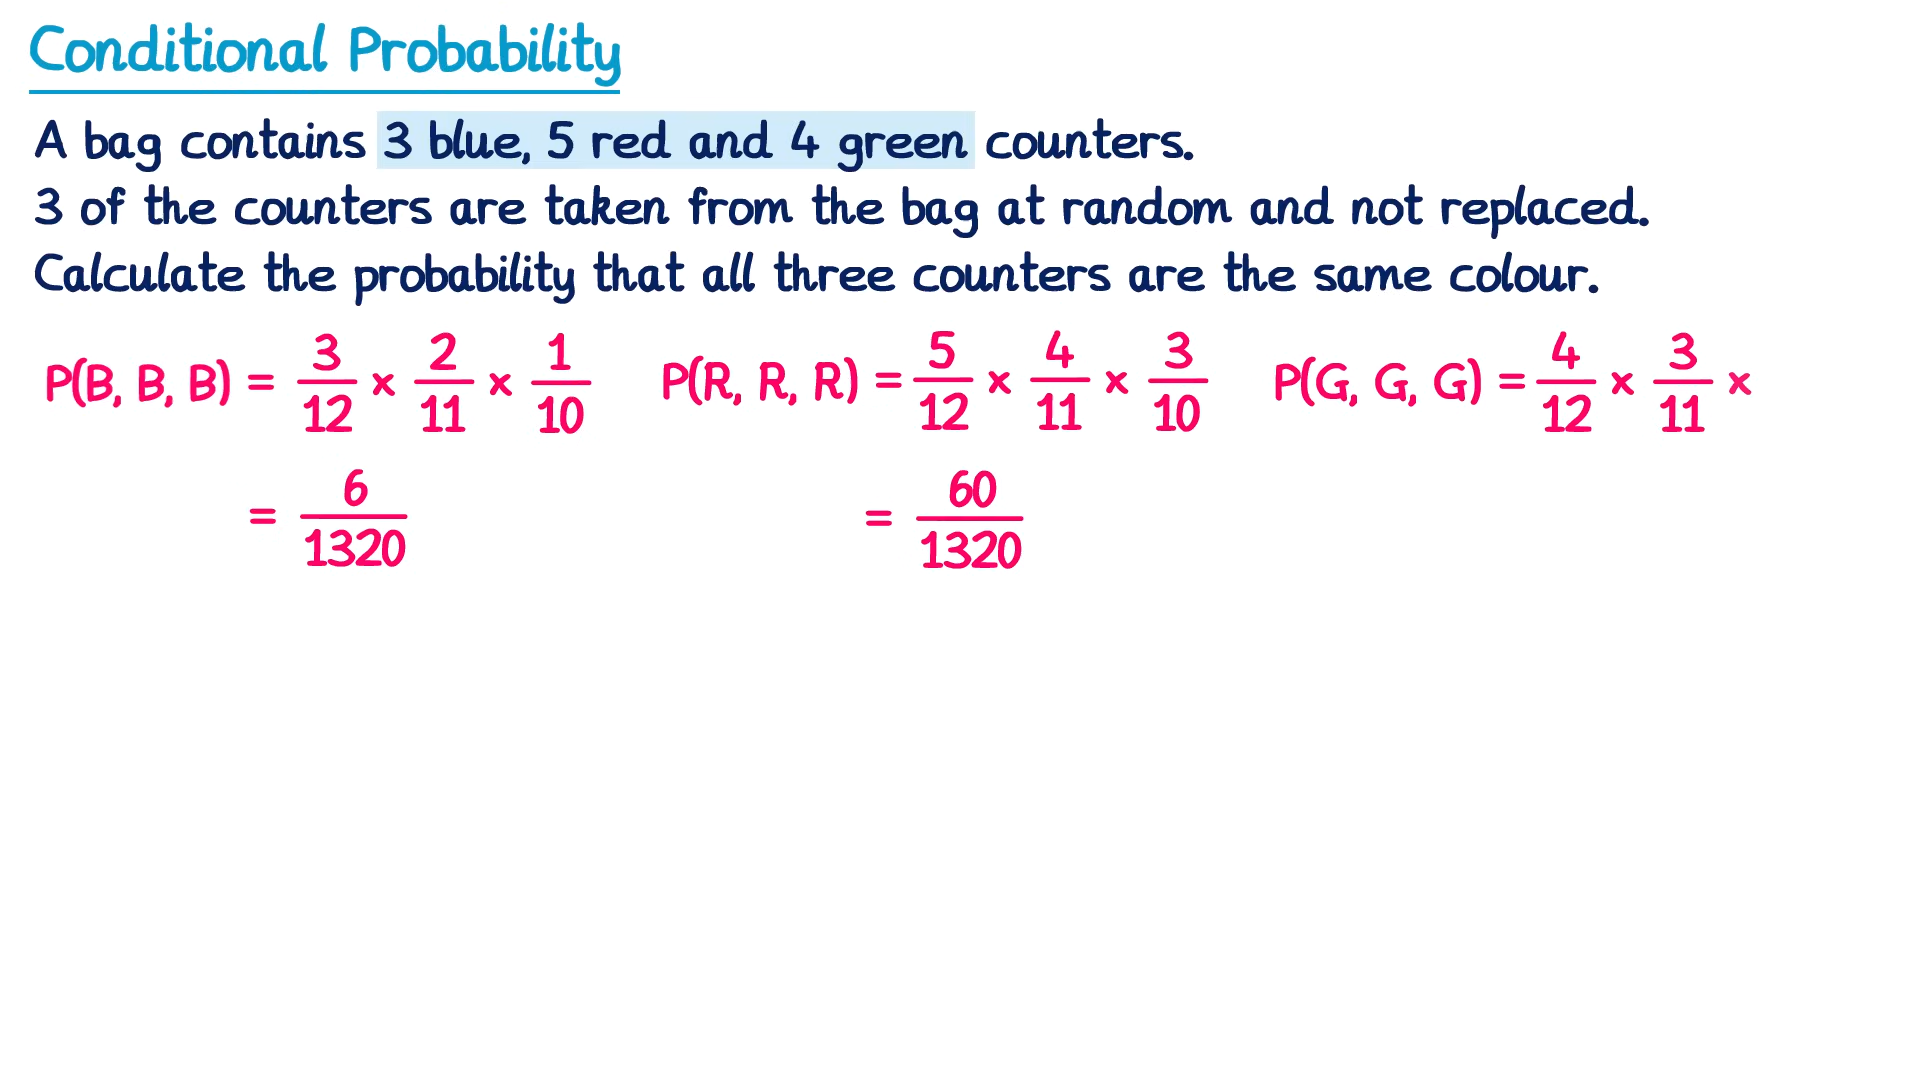 Conditional Probability
A bag contains 3 blue, 5 red and 4 green counters.
3 of the counters are taken from the bag at random and not replaced.
Calculate the probability that all three counters are the same colour.
P(B, B, B) = 3/12 × 2/11 × 1/10
= 6/1320
P(R, R, R) = 5/12 × 4/11 × 3/10
= 60/1320
P(G, G, G) = 4/12 × 3/11 ×